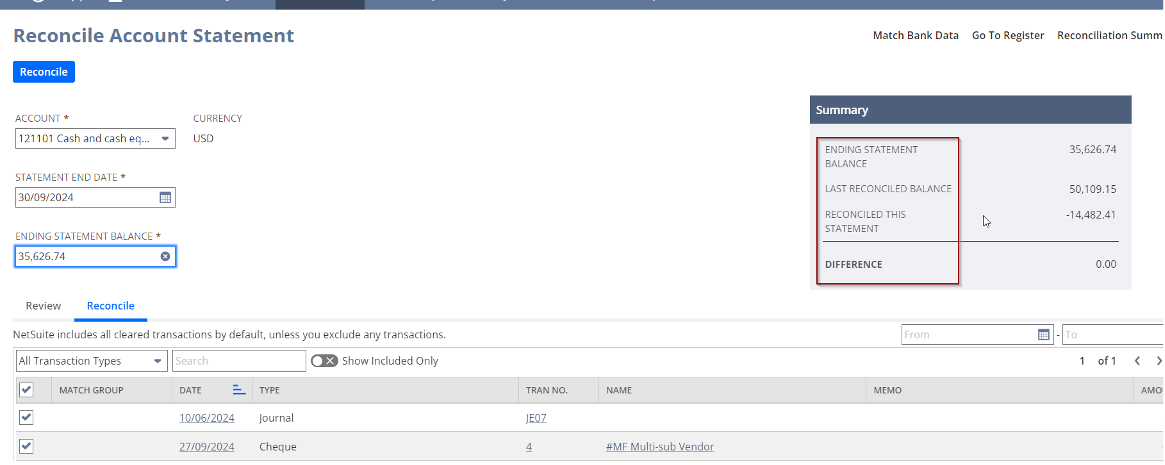 Reconcile Account Statement
Match Bank Data Go To Register Reconciliation Summ
Reconcile
ACCOUNT * CURRENCY
121101 Cash and cash eq... USD
STATEMENT END DATE *
30/09/2024
ENDING STATEMENT BALANCE *
35,626.74
Summary
ENDING STATEMENT 35,626.74
BALANCE
LAST RECONCILED BALANCE 50,109.15
RECONCILED THIS -14,482.41
STATEMENT
DIFFERENCE 0.00
Review Reconcile
NetSuite includes all cleared transactions by default, unless you exclude any transactions.
From - To
All Transaction Types Search Show Included Only 1 of 1
MATCH GROUP DATE TYPE TRAN NO. NAME MEMO AMO
10/06/2024 Journal JE07
27/09/2024 Cheque 4 #MF Multi-sub Vendor